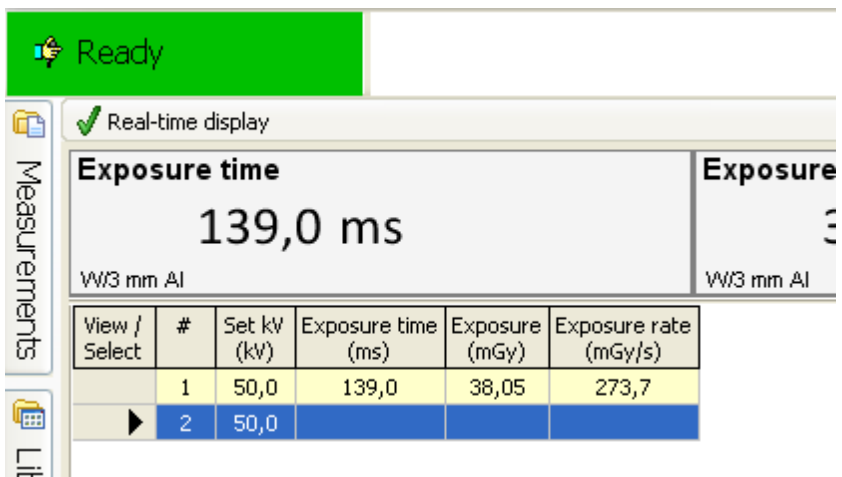 Ready
Real-time display
Measurements
Exposure time
139,0 ms
W/3 mm Al
Exposure
3
W/3 mm Al
View / Select # Set kV (kV) Exposure time (ms) Exposure (mGy) Exposure rate (mGy/s)
1 50,0 139,0 38,05 273,7
2 50,0